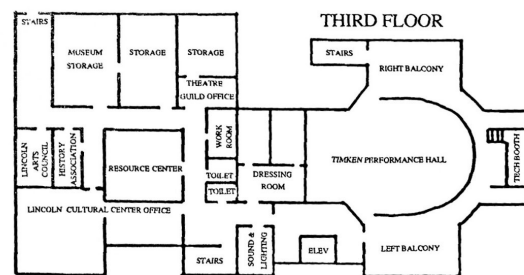 THIRD FLOOR
STAIRS
MUSEUM
STORAGE
STORAGE
STORAGE
STAIRS
RIGHT BALCONY
THEATRE
GUILD OFFICE
LINCOLN
ARTS
COUNCIL
HISTORY
ASSOCIATION
RESOURCE CENTER
WORK
ROOM
TOILET
TOILET
DRESSING
ROOM
TIMKEN PERFORMANCE HALL
TECH BOOTH
LINCOLN CULTURAL CENTER OFFICE
STAIRS
SOUND &
LIGHTING
ELEV
LEFT BALCONY